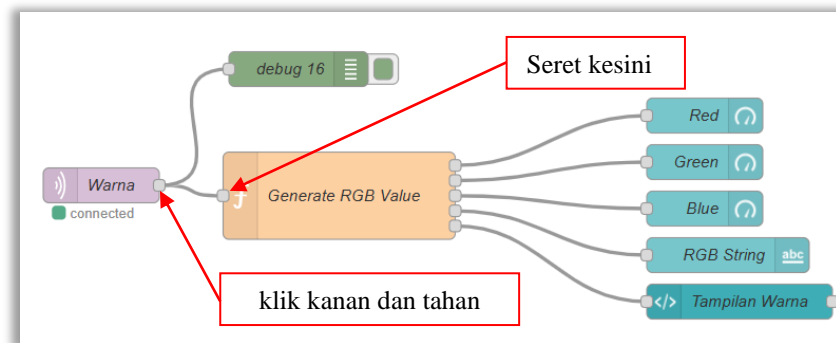 debug 16
Seret kesini
Red
Green
Warna
Generate RGB Value
connected
Blue
RGB String
abc
klik kanan dan tahan
</> Tampilan Warna